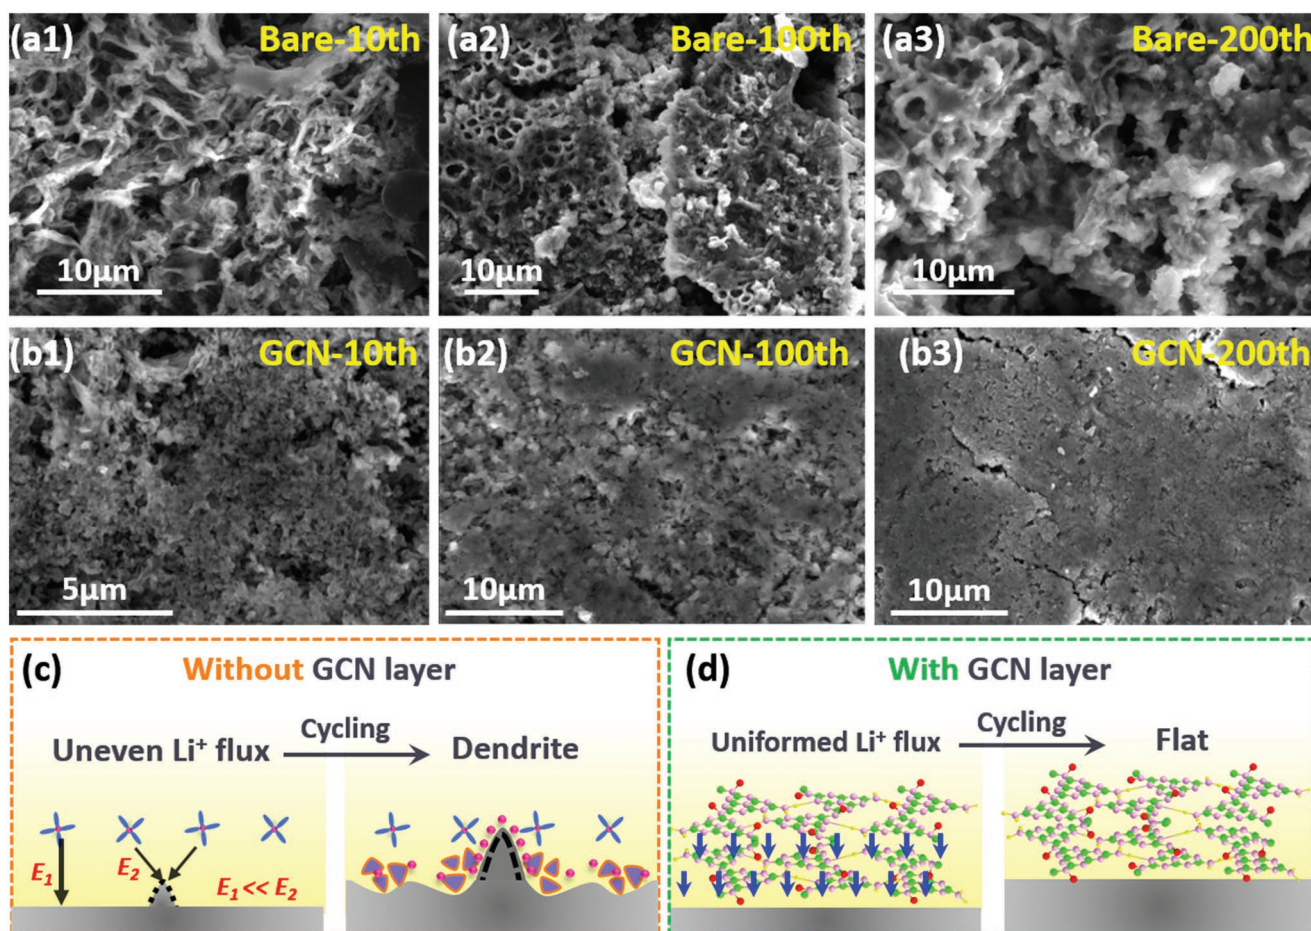 (a1) Bare-10th
10μm
(a2) Bare-100th
10μm
(a3) Bare-200th
10μm
(b1) GCN-10th
5μm
(b2) GCN-100th
10μm
(b3) GCN-200th
10μm
(c) Without GCN layer
Uneven Li⁺ flux
Cycling
Dendrite
E₁
E₂
E₁ << E₂
(d) With GCN layer
Uniformed Li⁺ flux
Cycling
Flat